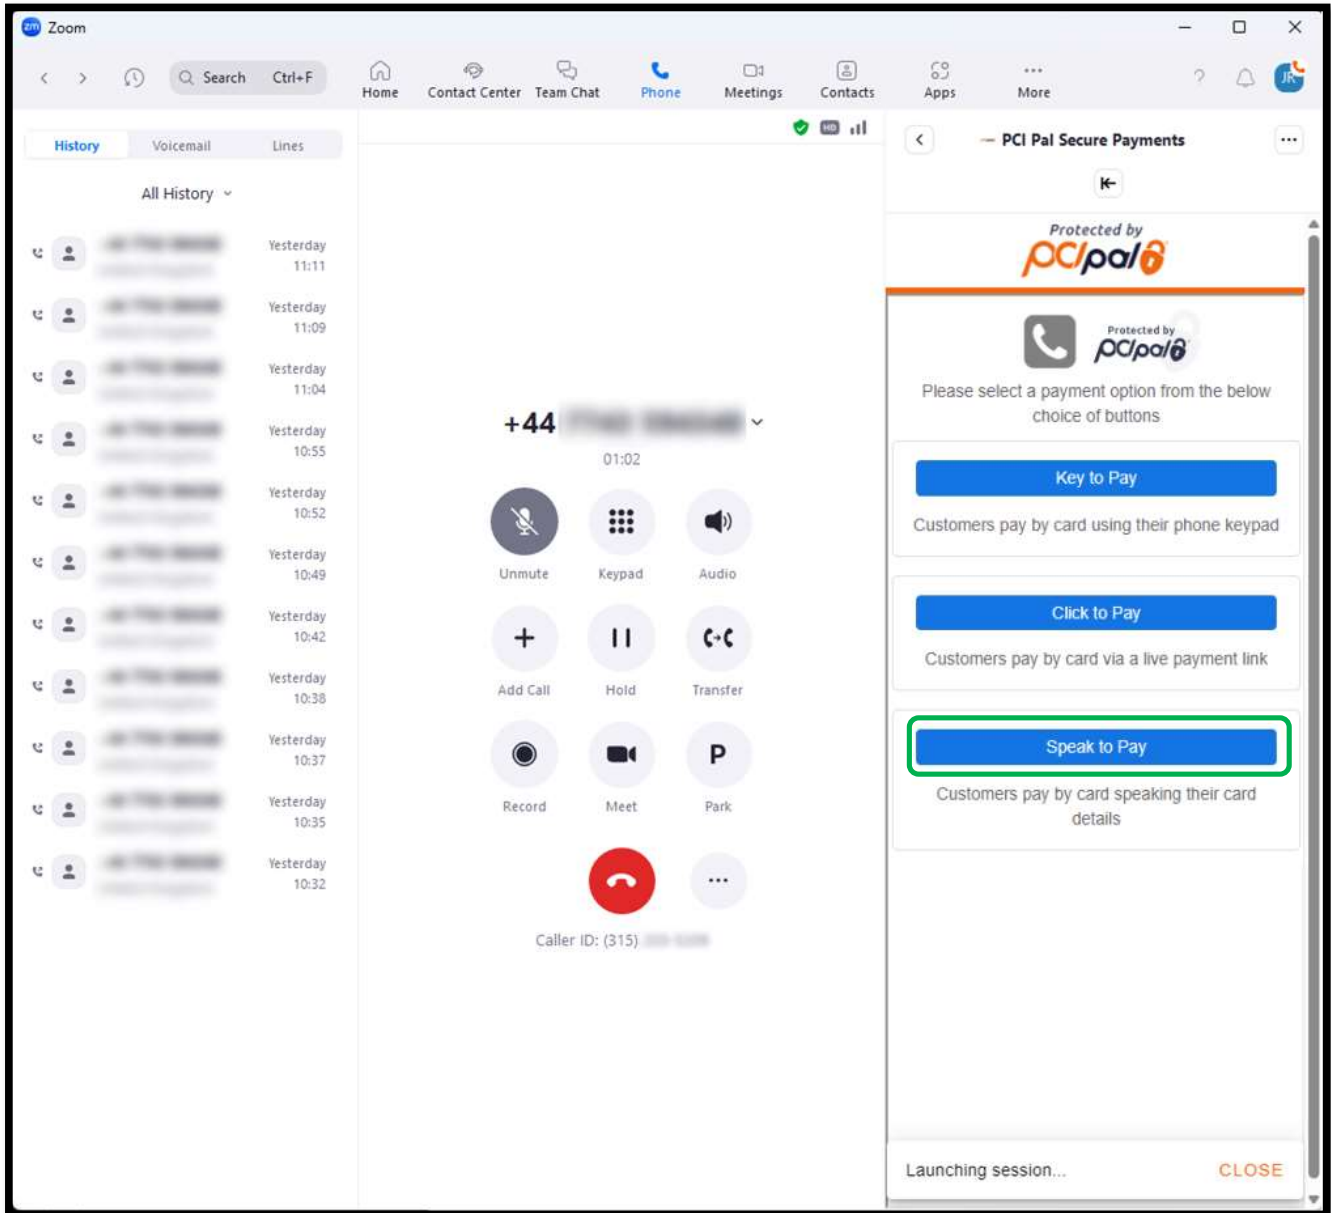 zm Zoom
Search Ctrl+F
Home
Contact Center
Team Chat
Phone
Meetings
Contacts
Apps
More
?
JR
History
Voicemail
Lines
All History
Yesterday
11:11
Yesterday
11:09
Yesterday
11:04
Yesterday
10:55
Yesterday
10:52
Yesterday
10:49
Yesterday
10:42
Yesterday
10:38
Yesterday
10:37
Yesterday
10:35
Yesterday
10:32
HD
+44
01:02
Unmute
Keypad
Audio
Add Call
Hold
Transfer
Record
Meet
P
Park
Caller ID: (315)
PCI Pal Secure Payments
Protected by
pcipal
Protected by
pcipal
Please select a payment option from the below
choice of buttons
Key to Pay
Customers pay by card using their phone keypad
Click to Pay
Customers pay by card via a live payment link
Speak to Pay
Customers pay by card speaking their card
details
Launching session...
CLOSE